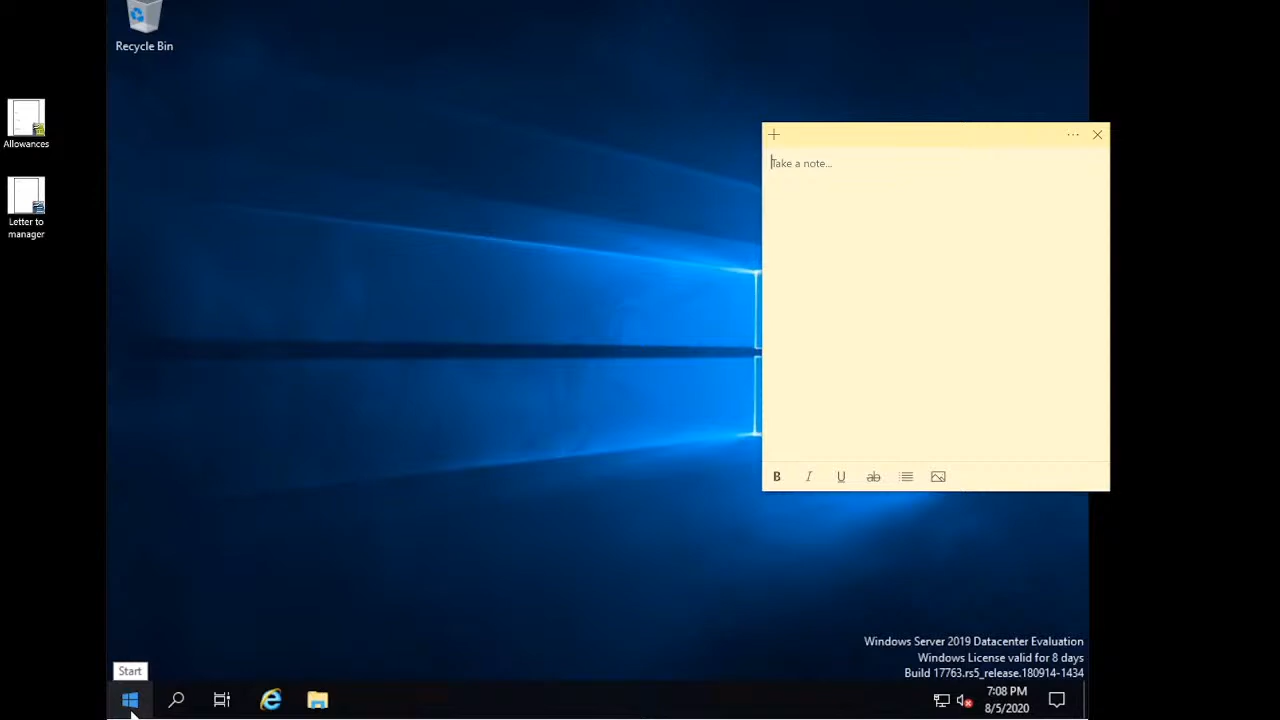 Recycle Bin
Allowances
Letter to
manager
Take a note...
B I U ab
Windows Server 2019 Datacenter Evaluation
Windows License valid for 8 days
Build 17763.rs5_release.180914-1434
Start
7:08 PM
8/5/2020